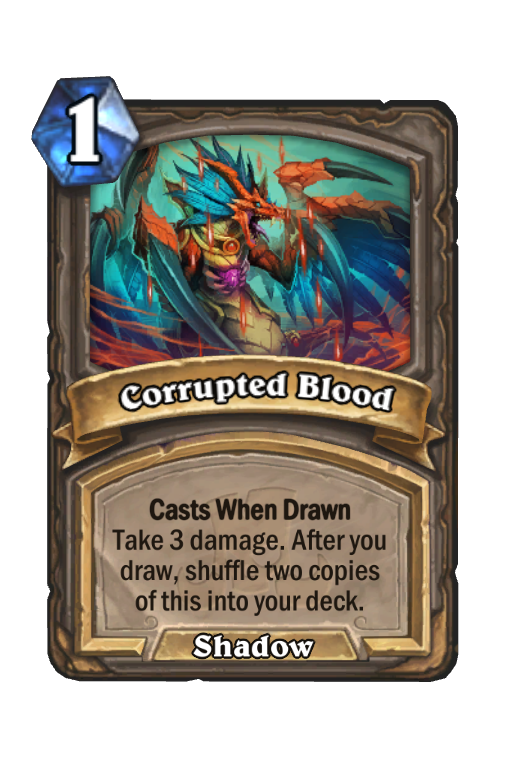 1
Corrupted Blood
Casts When Drawn
Take 3 damage. After you
draw, shuffle two copies
of this into your deck.
Shadow